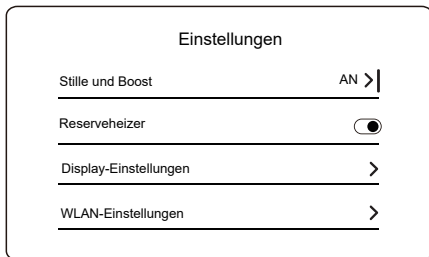 Einstellungen
Stille und Boost AN
Reserveheizer
Display-Einstellungen
WLAN-Einstellungen